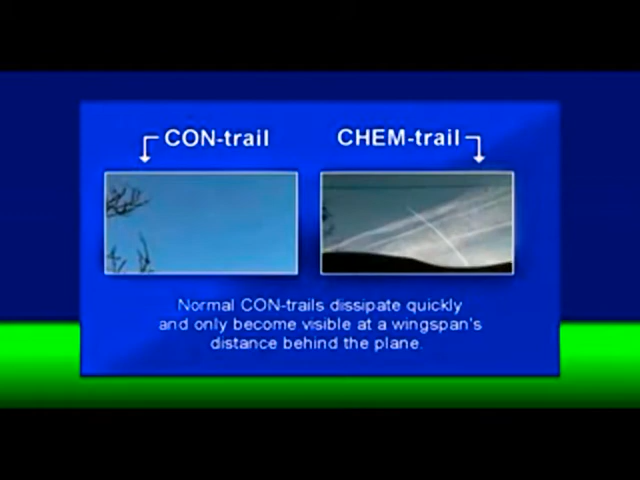 CON-trail
CHEM-trail
Normal CON-trails dissipate quickly
and only become visible at a wingspan's
distance behind the plane.